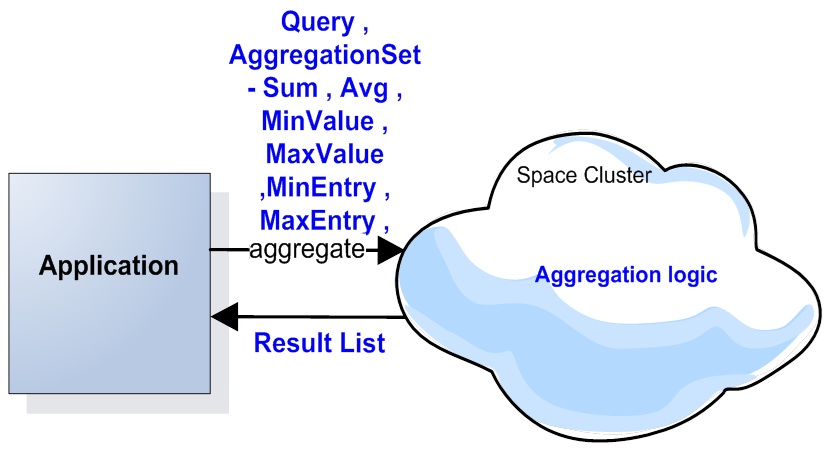 Query ,
AggregationSet
- Sum , Avg ,
MinValue ,
MaxValue
,MinEntry ,
MaxEntry ,
aggregate
Application
Result List
Space Cluster
Aggregation logic